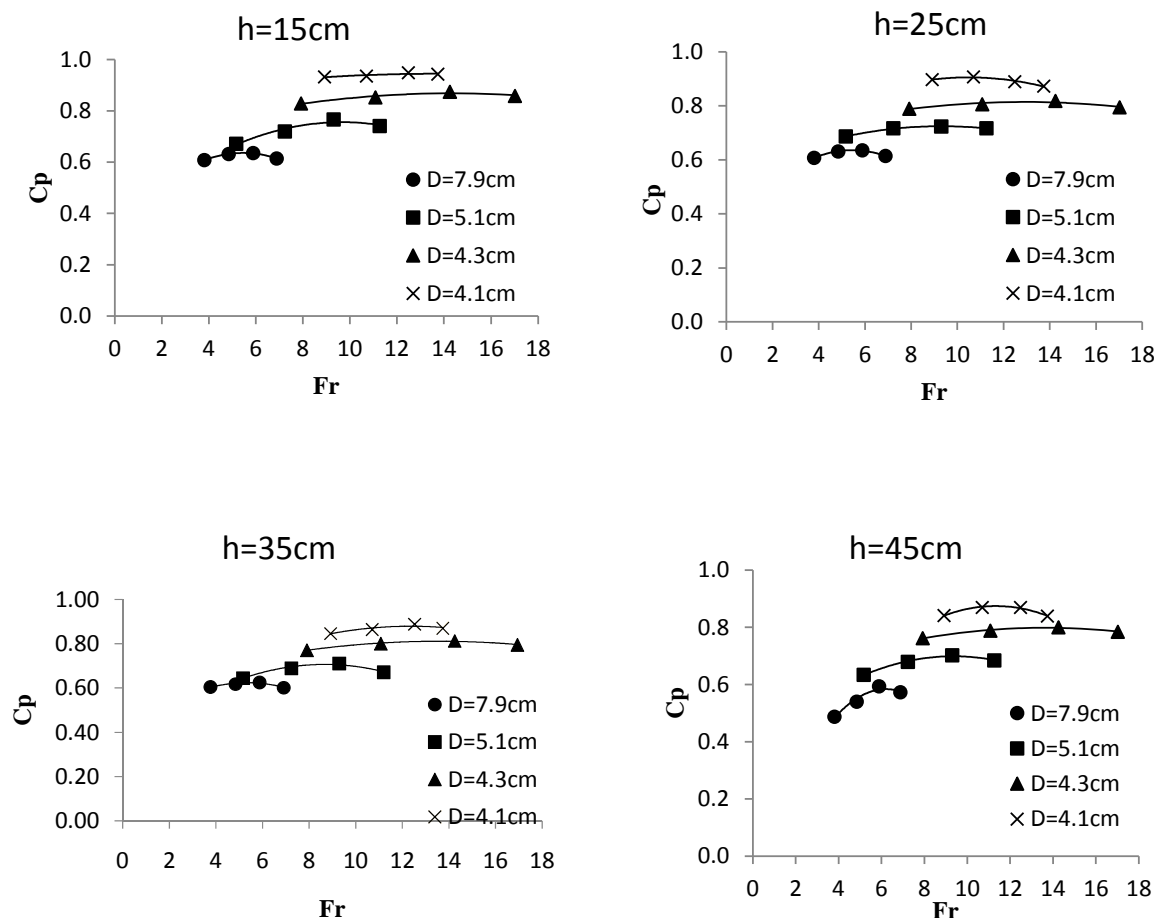 h=15cm
1.0
0.8
0.6
0.4
0.2
0.0
Cp
0 2 4 6 8 10 12 14 16 18
Fr
D=7.9cm
D=5.1cm
D=4.3cm
D=4.1cm
h=25cm
1.0
0.8
0.6
0.4
0.2
0.0
Cp
0 2 4 6 8 10 12 14 16 18
Fr
D=7.9cm
D=5.1cm
D=4.3cm
D=4.1cm
h=35cm
1.00
0.80
0.60
0.40
0.20
0.00
Cp
0 2 4 6 8 10 12 14 16 18
Fr
D=7.9cm
D=5.1cm
D=4.3cm
D=4.1cm
h=45cm
1.0
0.8
0.6
0.4
0.2
0.0
Cp
0 2 4 6 8 10 12 14 16 18
Fr
D=7.9cm
D=5.1cm
D=4.3cm
D=4.1cm